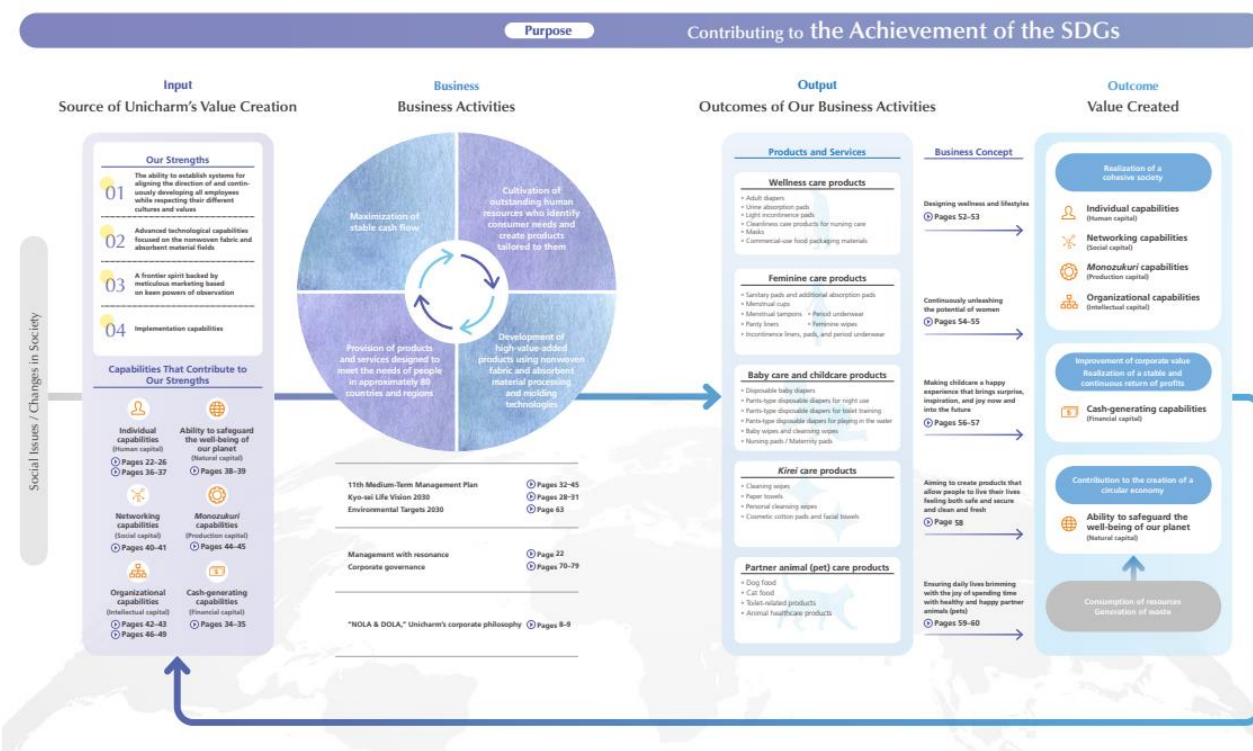 Purpose
Contributing to the Achievement of the SDGs
Social Issues / Changes in Society
Input
Source of Unicharm's Value Creation
Our Strengths
01
The ability to establish systems for
aligning the direction of and contin-
uously developing all employees
while respecting their different
cultures and values
02
Advanced technological capabilities
focused on the nonwoven fabric and
absorbent material fields
03
A frontier spirit backed by
meticulous marketing based
on keen powers of observation
04
Implementation capabilities
Capabilities That Contribute to
Our Strengths
Individual
capabilities
(Human capital)
Pages 22–26
Pages 36–37
Ability to safeguard
the well-being of
our planet
(Natural capital)
Pages 38–39
Networking
capabilities
(Social capital)
Pages 40–41
Monozukuri
capabilities
(Production capital)
Pages 44–45
Organizational
capabilities
(Intellectual capital)
Pages 42–43
Pages 46–49
Cash-generating
capabilities
(Financial capital)
Pages 34–35
Business
Business Activities
Maximization of
stable cash flow
Cultivation of
outstanding human
resources who identify
consumer needs and
create products
tailored to them
Provision of products
and services designed to
meet the needs of people
in approximately 80
countries and regions
Development of
high-value-added
products using nonwoven
fabric and absorbent
material processing
and molding
technologies
11th Medium-Term Management Plan Pages 32–45
Kyo-sei Life Vision 2030 Pages 28–31
Environmental Targets 2030 Page 63
Management with resonance Page 22
Corporate governance Pages 70–79
"NOLA & DOLA," Unicharm's corporate philosophy Pages 8–9
Output
Outcomes of Our Business Activities
Products and Services
Business Concept
Wellness care products
• Adult diapers
• Urine absorption pads
• Light incontinence pads
• Cleanliness care products for nursing care
• Masks
• Commercial-use food packaging materials
Designing wellness and lifestyles
Pages 52–53
Feminine care products
• Sanitary pads and additional absorption pads
• Menstrual cups
• Menstrual tampons • Period underwear
• Panty liners • Feminine wipes
• Incontinence liners, pads, and period underwear
Continuously unleashing
the potential of women
Pages 54–55
Baby care and childcare products
• Disposable baby diapers
• Pants-type disposable diapers for night use
• Pants-type disposable diapers for toilet training
• Pants-type disposable diapers for playing in the water
• Baby wipes and cleansing wipes
• Nursing pads / Maternity pads
Making childcare a happy
experience that brings surprise,
inspiration, and joy now and
into the future
Pages 56–57
Kirei care products
• Cleaning wipes
• Paper towels
• Personal cleansing wipes
• Cosmetic cotton pads and facial towels
Aiming to create products that
allow people to live their lives
feeling both safe and secure
and clean and fresh
Page 58
Partner animal (pet) care products
• Dog food
• Cat food
• Toilet-related products
• Animal healthcare products
Ensuring daily lives brimming
with the joy of spending time
with healthy and happy partner
animals (pets)
Pages 59–60
Outcome
Value Created
Realization of a
cohesive society
Individual capabilities
(Human capital)
Networking capabilities
(Social capital)
Monozukuri capabilities
(Production capital)
Organizational capabilities
(Intellectual capital)
Improvement of corporate value
Realization of a stable and
continuous return of profits
Cash-generating capabilities
(Financial capital)
Contribution to the creation of a
circular economy
Ability to safeguard the
well-being of our planet
(Natural capital)
Consumption of resources
Generation of waste